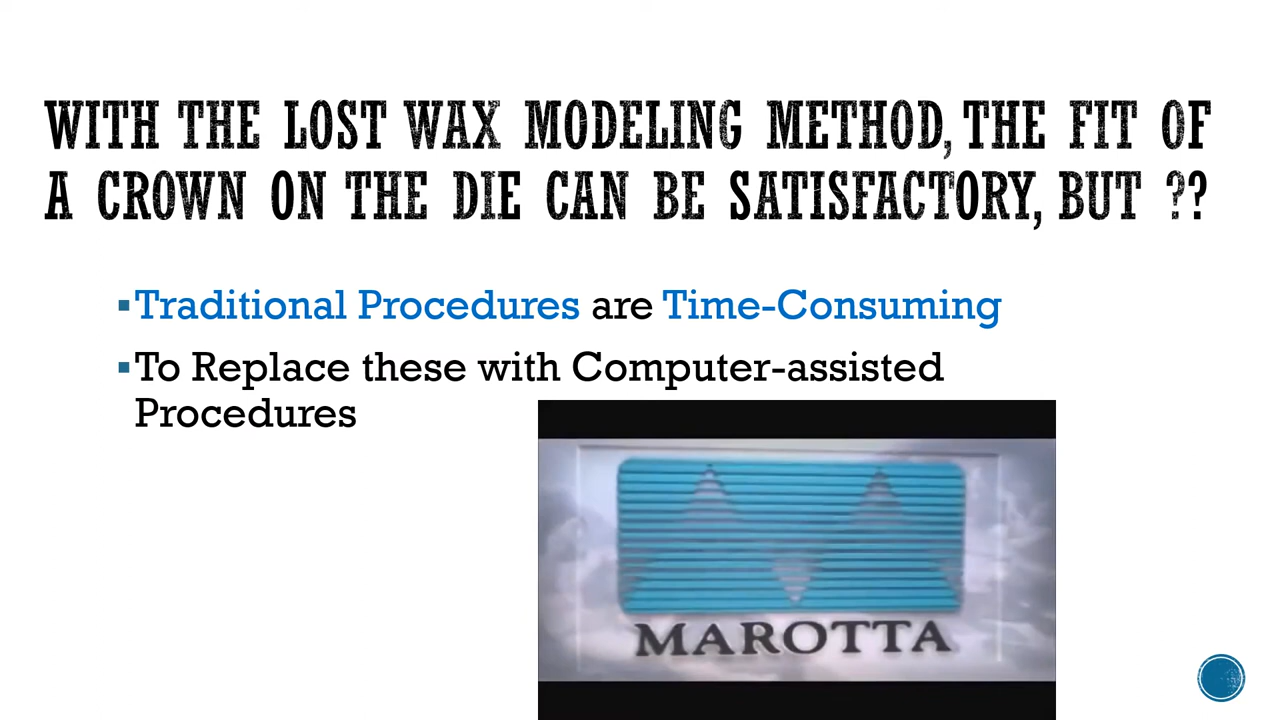 WITH THE LOST WAX MODELING METHOD, THE FIT OF
A CROWN ON THE DIE CAN BE SATISFACTORY, BUT ??
▪Traditional Procedures are Time-Consuming
▪To Replace these with Computer-assisted
Procedures
MAROTTA